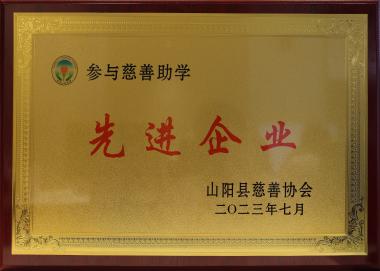 参与慈善助学
先进企业
山阳县慈善协会
二〇二三年七月